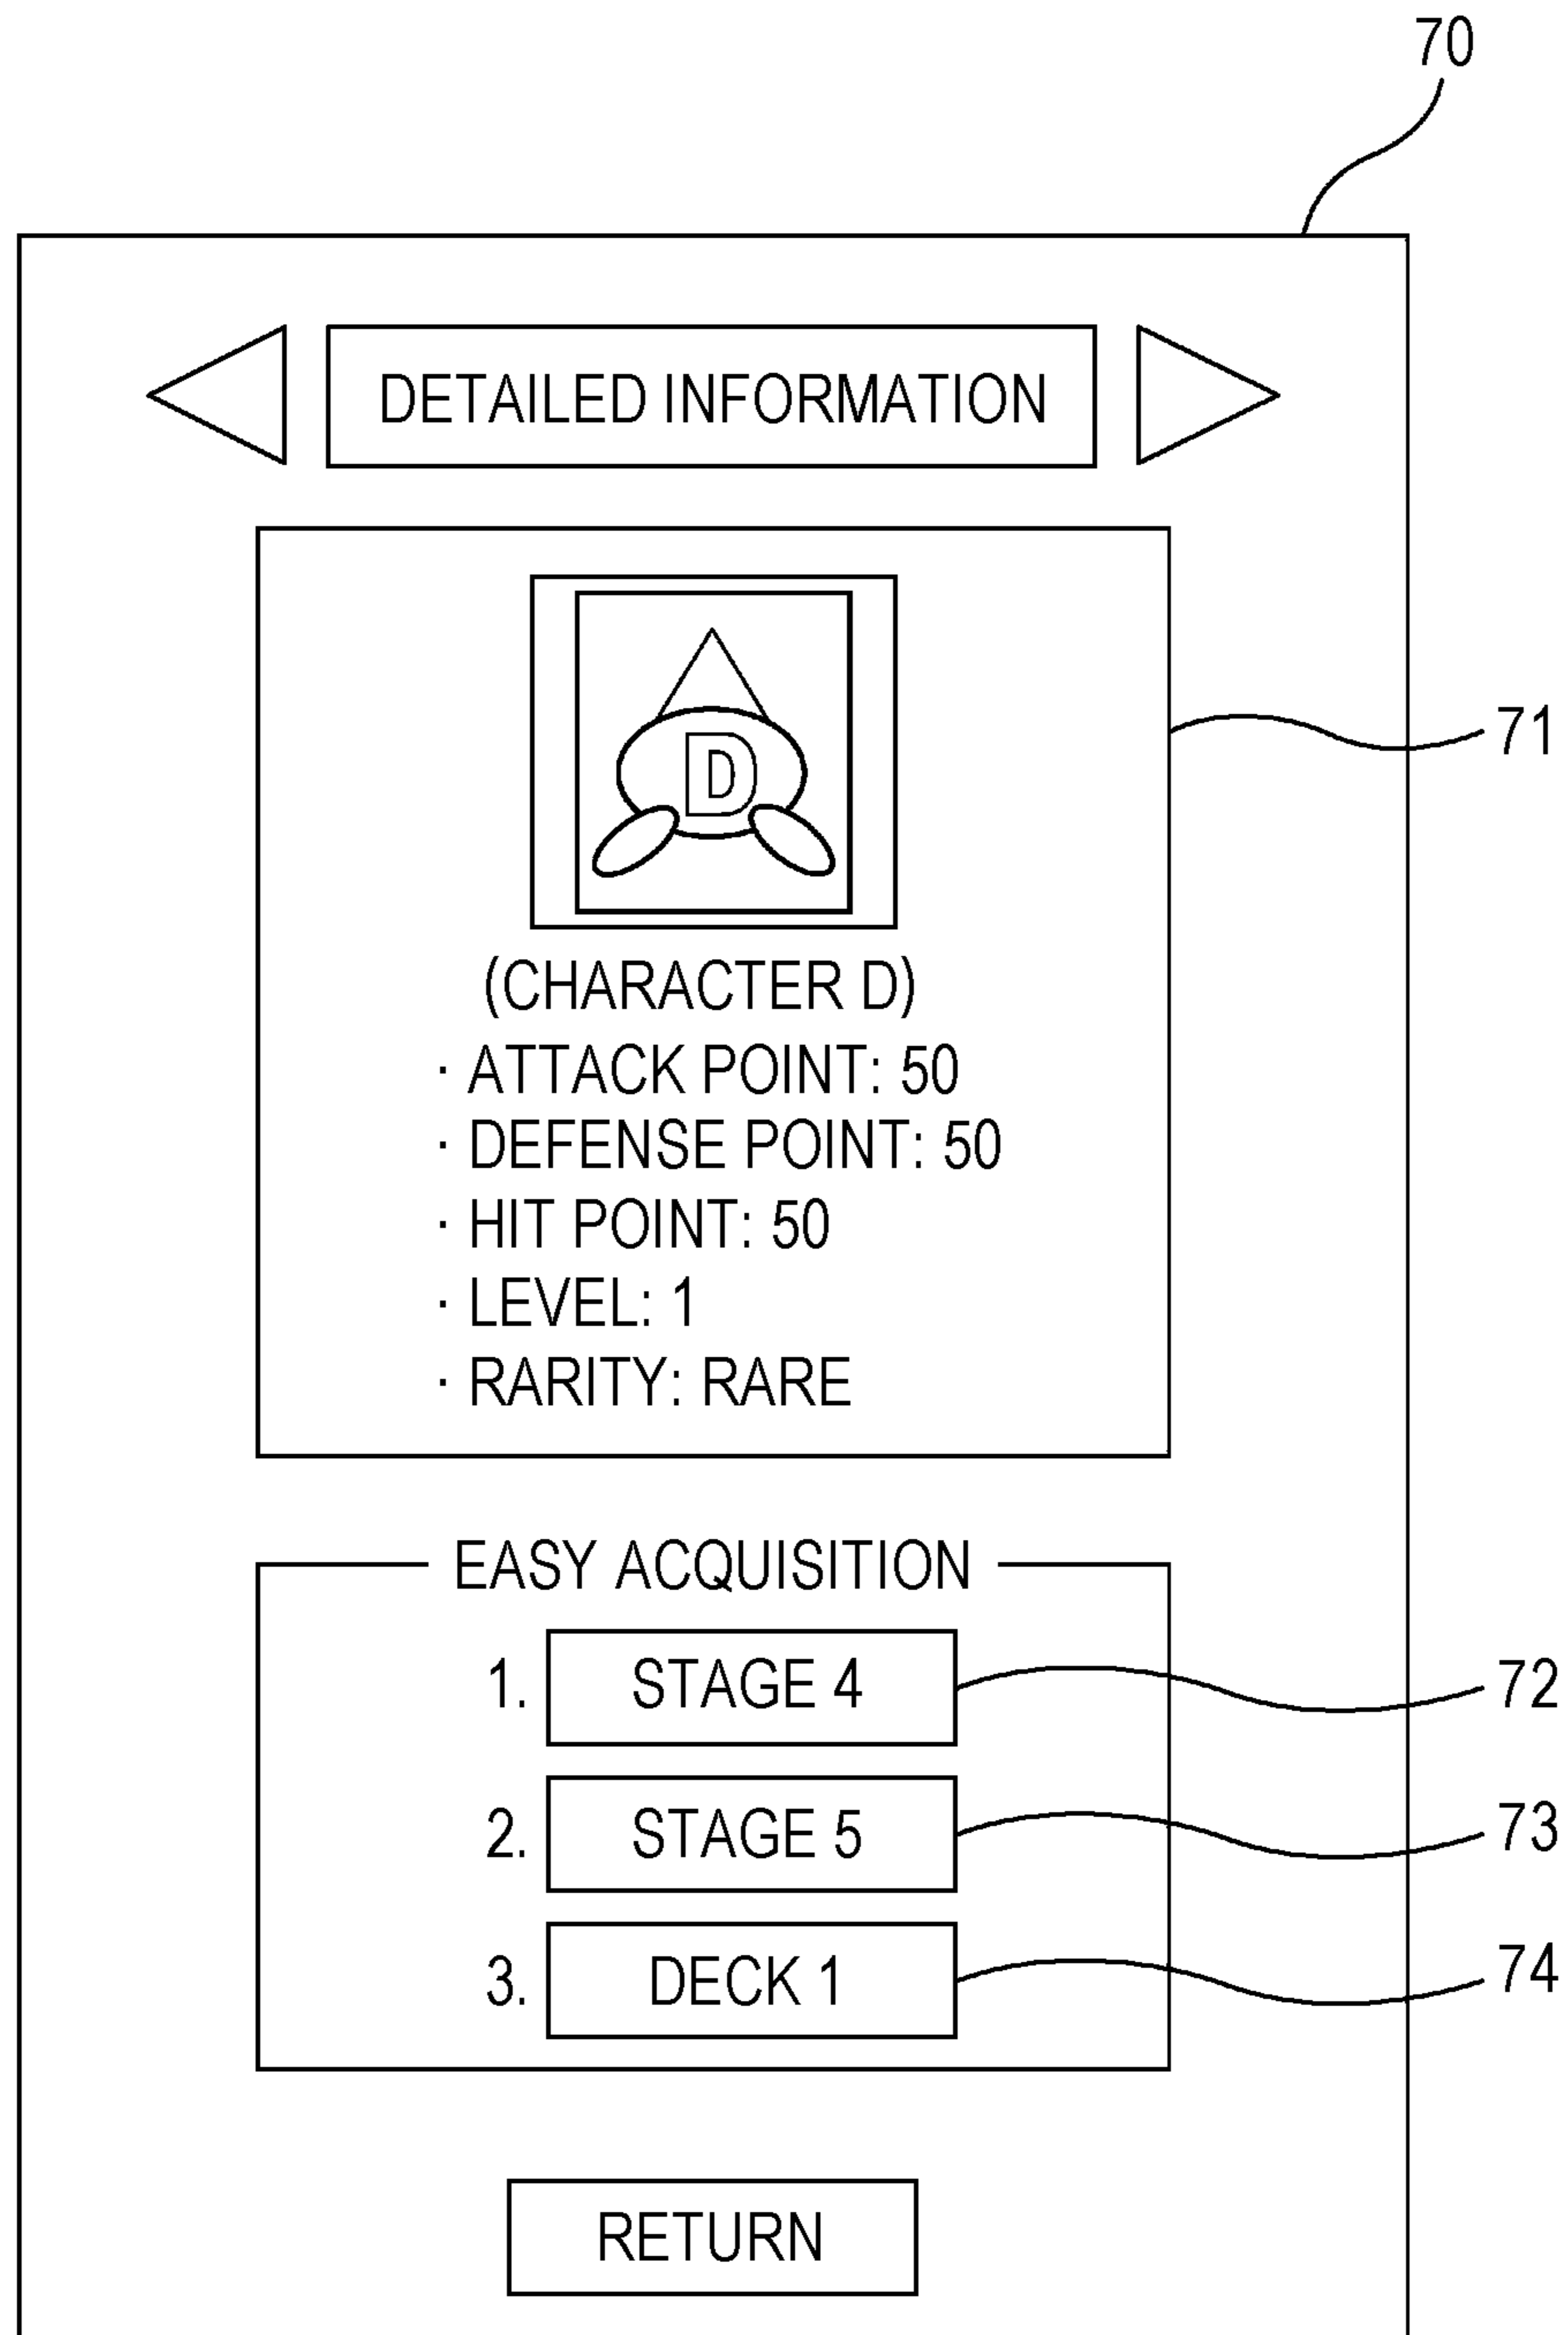 70
DETAILED INFORMATION
D
71
(CHARACTER D)
· ATTACK POINT: 50
· DEFENSE POINT: 50
· HIT POINT: 50
· LEVEL: 1
· RARITY: RARE
EASY ACQUISITION
1. STAGE 4 72
2. STAGE 5 73
3. DECK 1 74
RETURN